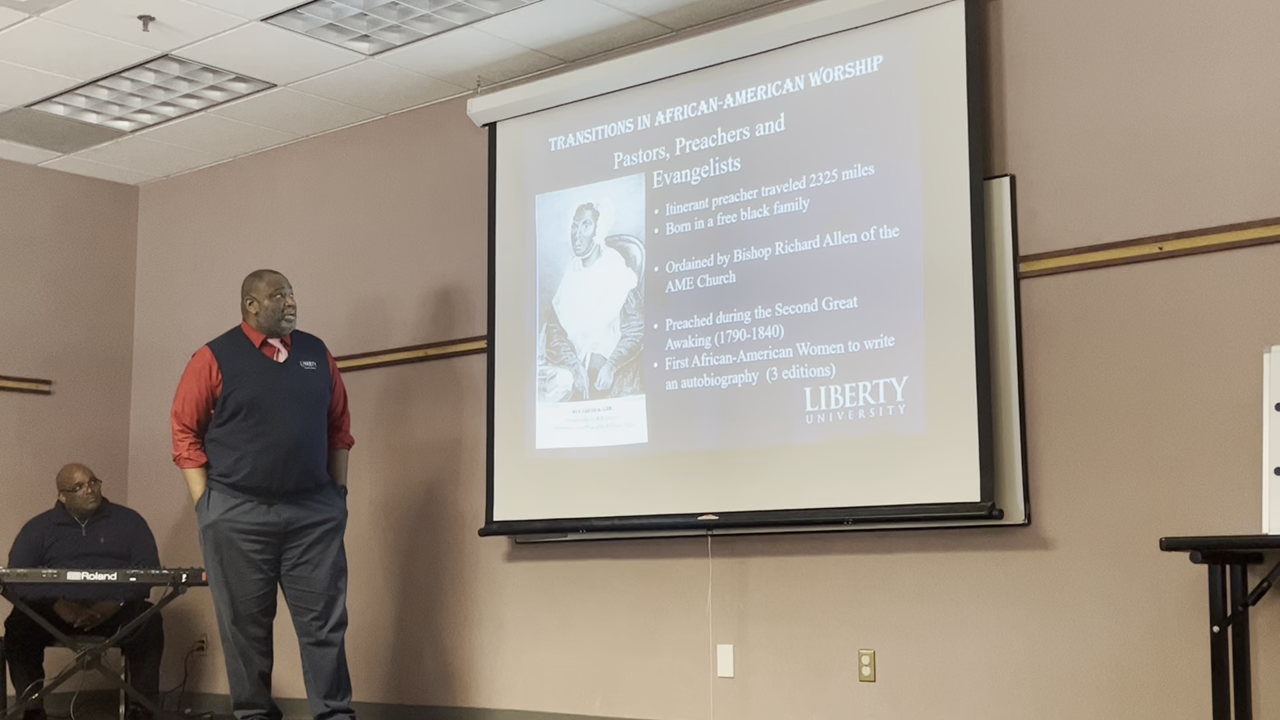 TRANSITIONS IN AFRICAN-AMERICAN WORSHIP
Pastors, Preachers and
Evangelists
• Itinerant preacher traveled 2325 miles
• Born in a free black family
• Ordained by Bishop Richard Allen of the
AME Church
• Preached during the Second Great
Awaking (1790-1840)
• First African-American Women to write
an autobiography (3 editions)
LIBERTY
UNIVERSITY
LIBERTY
Roland